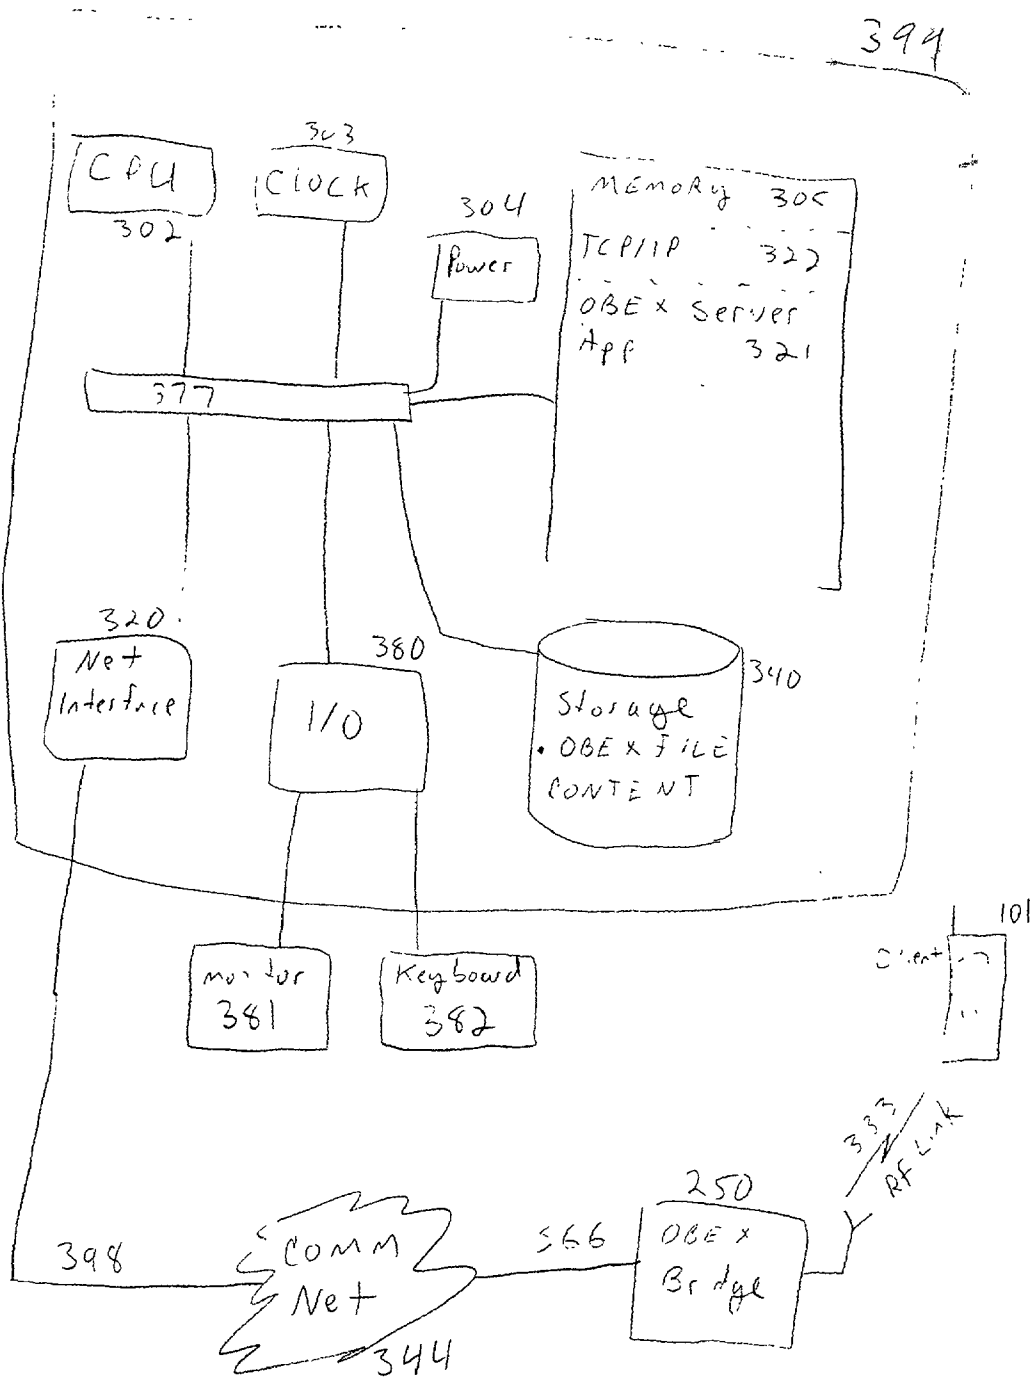 399
303
CPU
Clock
302
304
Power
MEMORY 305
TCP/IP 322
OBEX Server
App 321
377
320
Net
Interface
380
I/O
340
Storage
• OBEX FILE
CONTENT
101
Client
Monitor
381
Keyboard
382
333
RF Link
250
OBEX
Bridge
398
COMM
Net
366
344